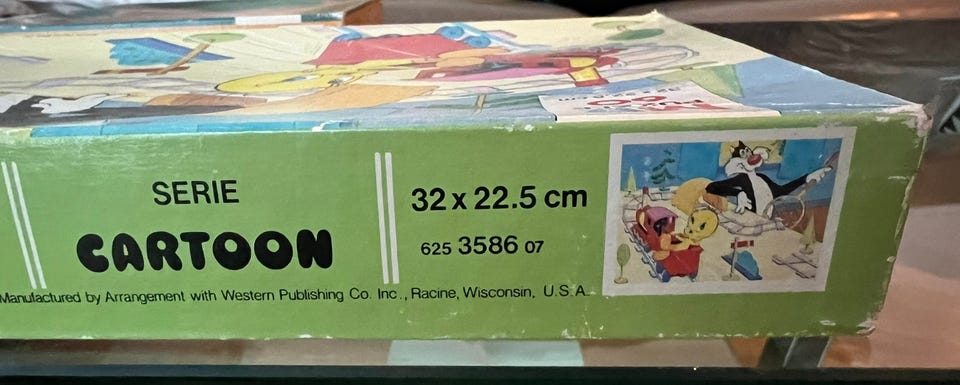 SERIE
CARTOON
32 x 22.5 cm
625 3586 07
Manufactured by Arrangement with Western Publishing Co. Inc., Racine, Wisconsin, U.S.A.